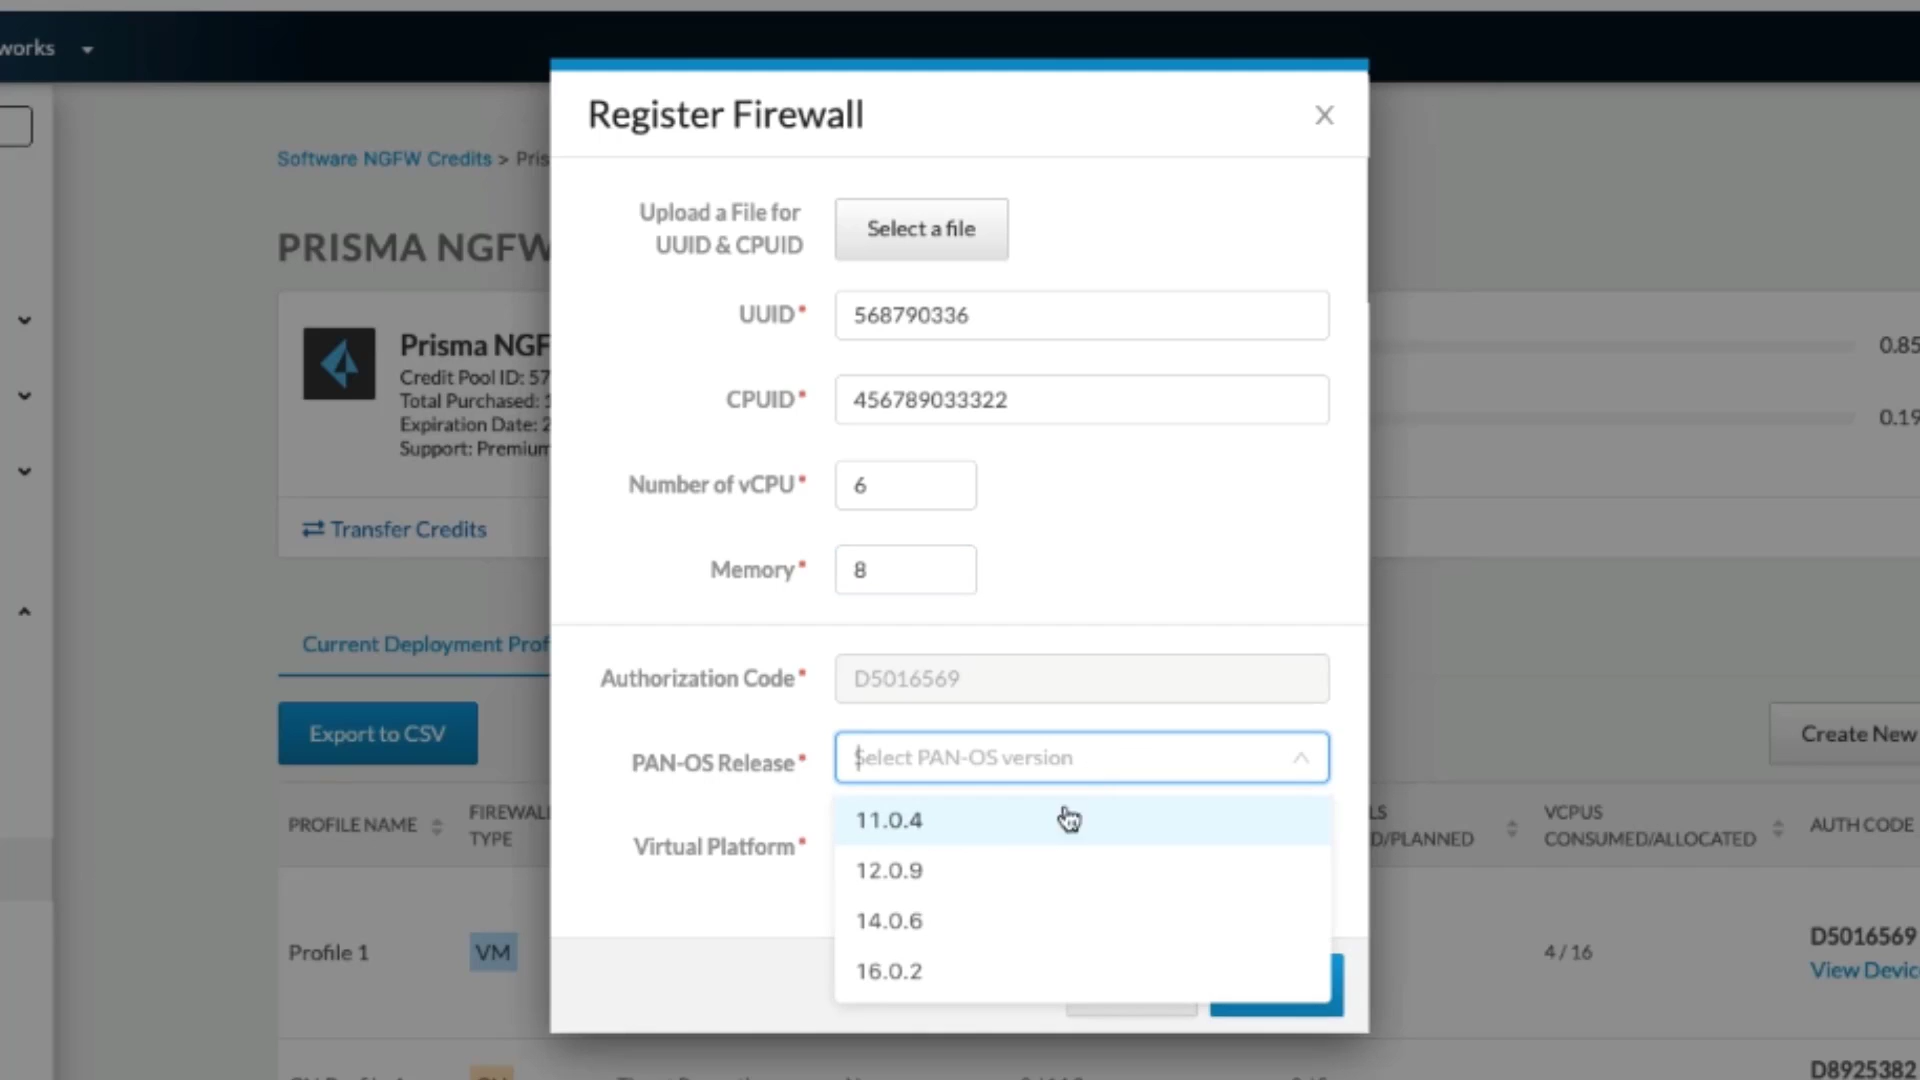 works
Register Firewall
Software NGFW Credits > Pris
Upload a File for
UUID & CPUID
Select a file
PRISMA NGFW
UUID*
568790336
Prisma NGF
Credit Pool ID: 57
Total Purchased:
Expiration Date: 2
Support: Premium
0.85
CPUID*
456789033322
0.19
Number of vCPU*
6
Transfer Credits
Memory*
8
Current Deployment Prof
Authorization Code*
D5016569
Export to CSV
PAN-OS Release*
Select PAN-OS version
Create New
PROFILE NAME
FIREWALL
TYPE
11.0.4
LS
D/PLANNED
VCPUS
CONSUMED/ALLOCATED
AUTH CODE
Virtual Platform*
12.0.9
14.0.6
16.0.2
Profile 1
VM
4 / 16
D5016569
View Devic
D8925382